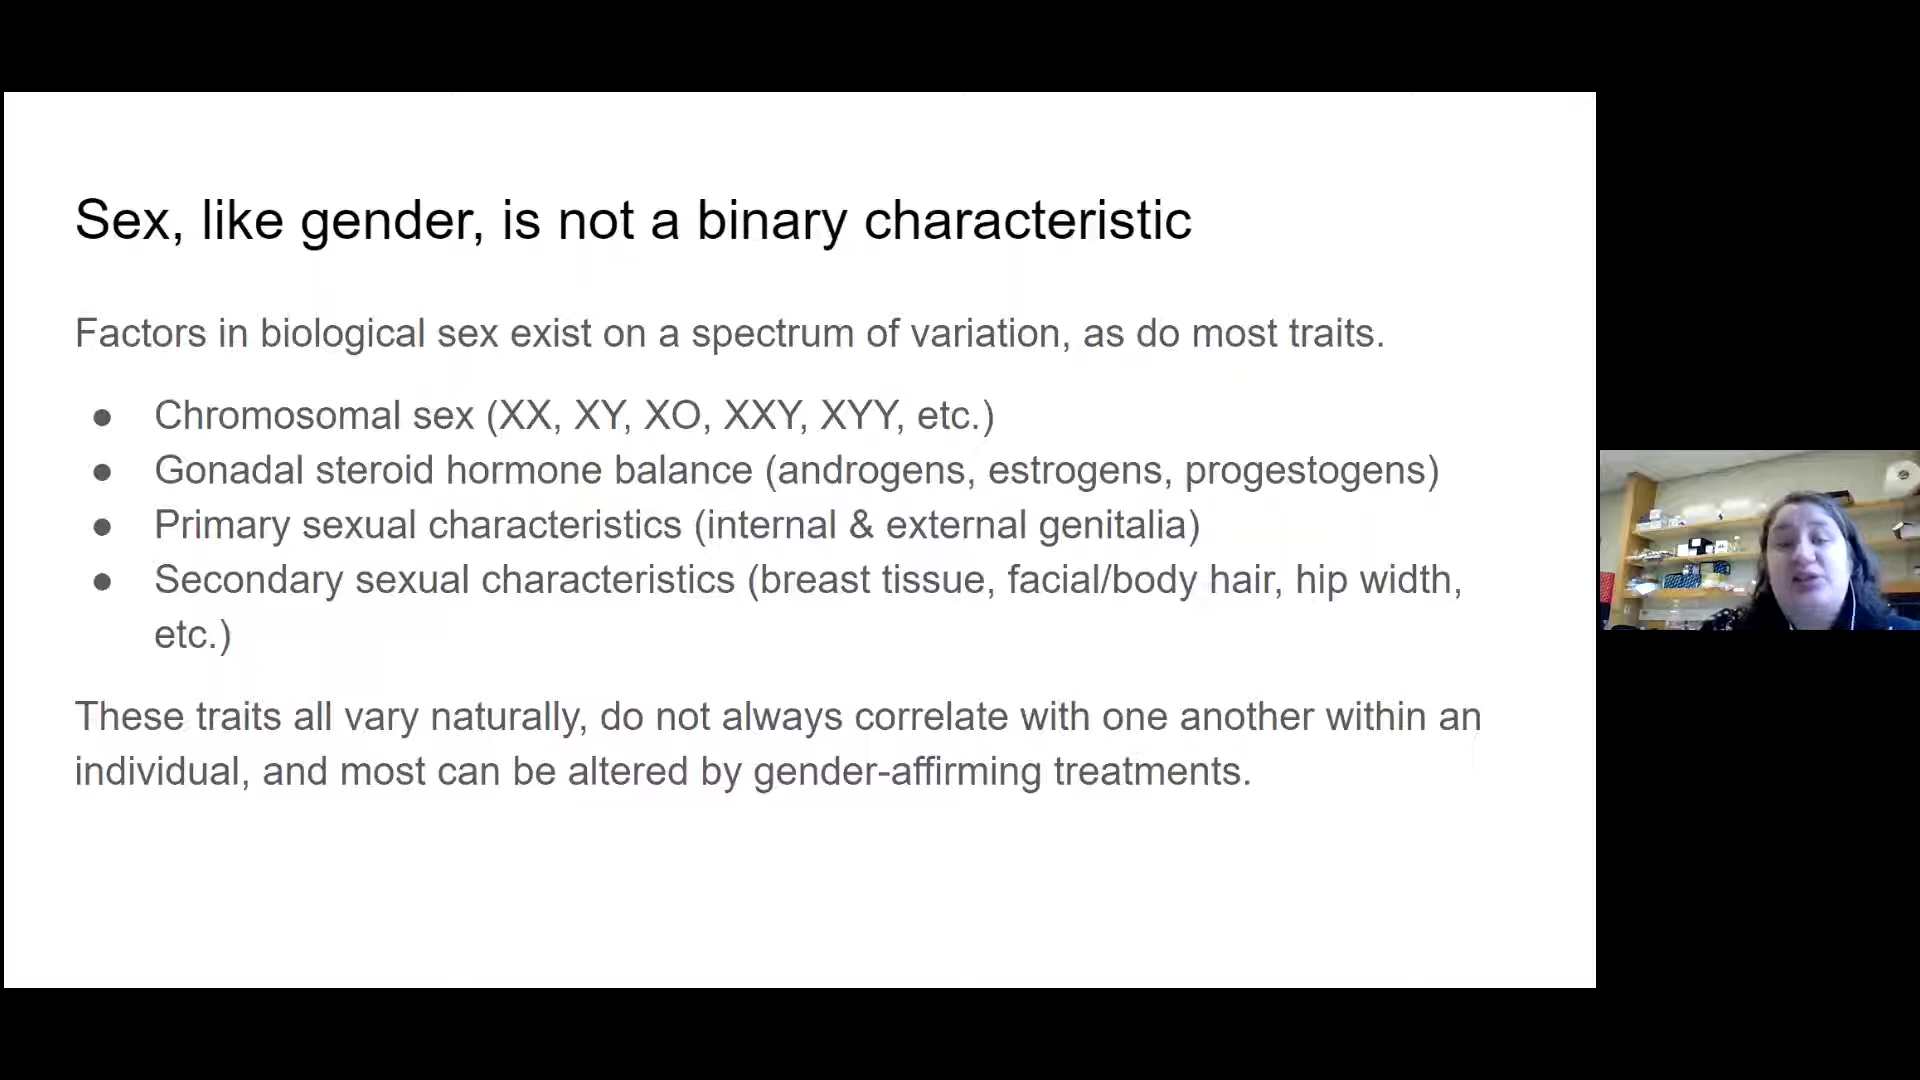 Sex, like gender, is not a binary characteristic
Factors in biological sex exist on a spectrum of variation, as do most traits.
● Chromosomal sex (XX, XY, XO, XXY, XYY, etc.)
● Gonadal steroid hormone balance (androgens, estrogens, progestogens)
● Primary sexual characteristics (internal & external genitalia)
● Secondary sexual characteristics (breast tissue, facial/body hair, hip width,
etc.)
These traits all vary naturally, do not always correlate with one another within an
individual, and most can be altered by gender-affirming treatments.